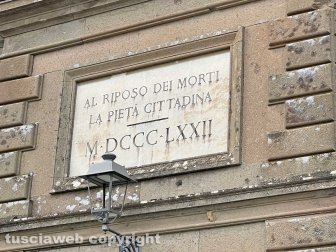 AL RIPOSO DEI MORTI
LA PIETÀ CITTADINA
M·DCCC·LXXII
tusciaweb copyright